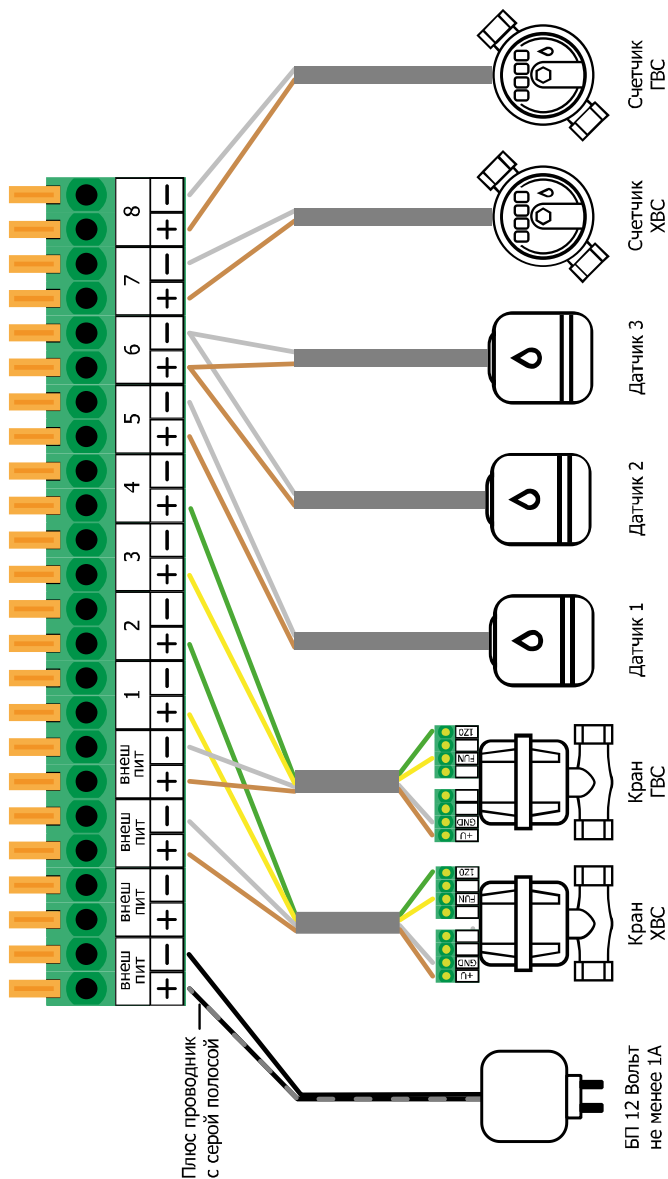 внеш
пит
внеш
пит
внеш
пит
внеш
пит
1
2
3
4
5
6
7
8
+ − + − + − + − + − + − + − + − + − + − + − + −
Плюс проводник
с серой полосой
+U GND FUN 1Z0
+U GND FUN 1Z0
БП 12 Вольт
не менее 1А
Кран
ХВС
Кран
ГВС
Датчик 1
Датчик 2
Датчик 3
Счетчик
ХВС
Счетчик
ГВС